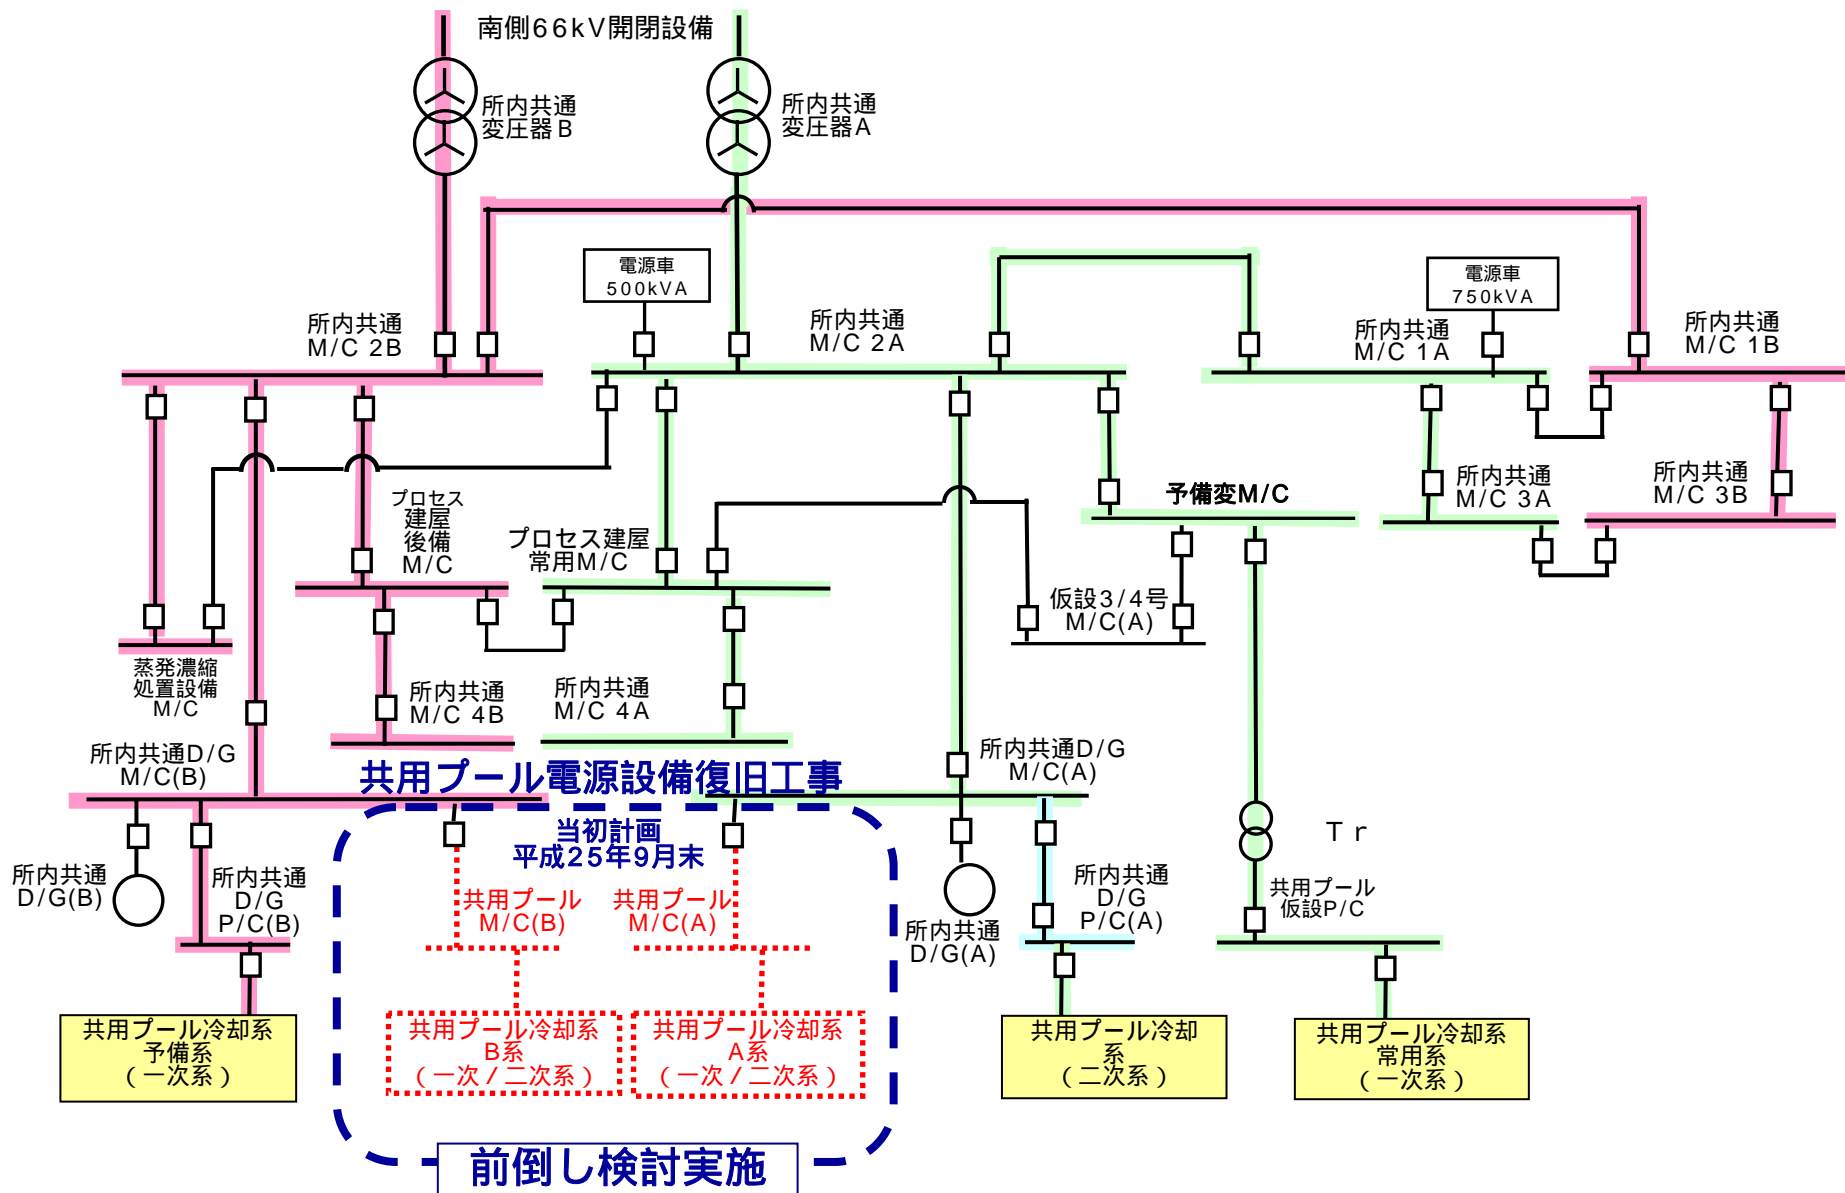 南側66kV開閉設備
所内共通
変圧器B
所内共通
変圧器A
電源車
500kVA
電源車
750kVA
所内共通
M/C 2B
所内共通
M/C 2A
所内共通
M/C 1A
所内共通
M/C 1B
プロセス
建屋
後備
M/C
プロセス建屋
常用M/C
予備変M/C
所内共通
M/C 3A
所内共通
M/C 3B
仮設3/4号
M/C(A)
蒸発濃縮
処置設備
M/C
所内共通
M/C 4B
所内共通
M/C 4A
所内共通D/G
M/C(B)
所内共通D/G
M/C(A)
共用プール電源設備復旧工事
当初計画
平成25年9月末
Tr
所内共通
D/G(B)
所内共通
D/G
P/C(B)
共用プール
M/C(B)
共用プール
M/C(A)
所内共通
D/G(A)
所内共通
D/G
P/C(A)
共用プール
仮設P/C
共用プール冷却系
予備系
(一次系)
共用プール冷却系
B系
(一次/二次系)
共用プール冷却系
A系
(一次/二次系)
共用プール冷却
系
(二次系)
共用プール冷却系
常用系
(一次系)
前倒し検討実施